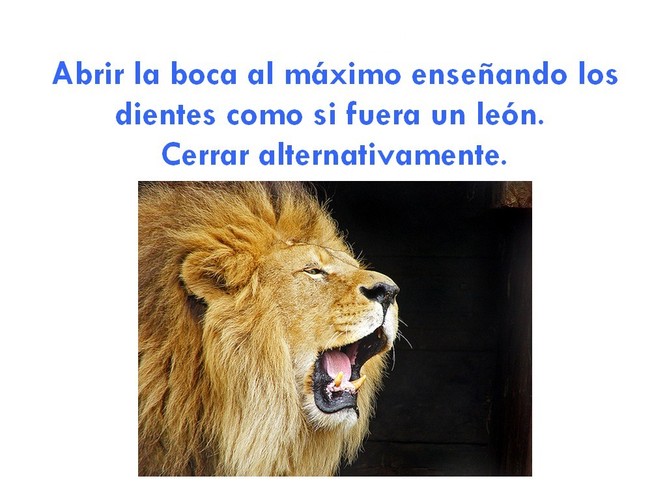 Abrir la boca al máximo enseñando los
dientes como si fuera un león.
Cerrar alternativamente.